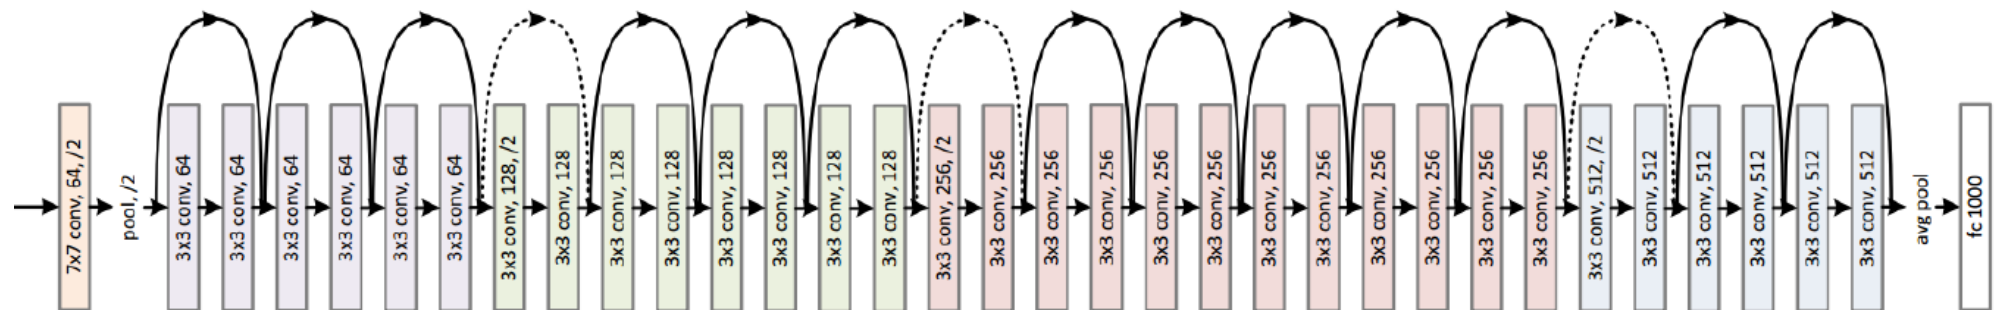 7x7 conv, 64, /2
pool, /2
3x3 conv, 64
3x3 conv, 64
3x3 conv, 64
3x3 conv, 64
3x3 conv, 64
3x3 conv, 64
3x3 conv, 128, /2
3x3 conv, 128
3x3 conv, 128
3x3 conv, 128
3x3 conv, 128
3x3 conv, 128
3x3 conv, 128
3x3 conv, 128
3x3 conv, 256, /2
3x3 conv, 256
3x3 conv, 256
3x3 conv, 256
3x3 conv, 256
3x3 conv, 256
3x3 conv, 256
3x3 conv, 256
3x3 conv, 256
3x3 conv, 256
3x3 conv, 256
3x3 conv, 256
3x3 conv, 512, /2
3x3 conv, 512
3x3 conv, 512
3x3 conv, 512
3x3 conv, 512
3x3 conv, 512
avg pool
fc 1000